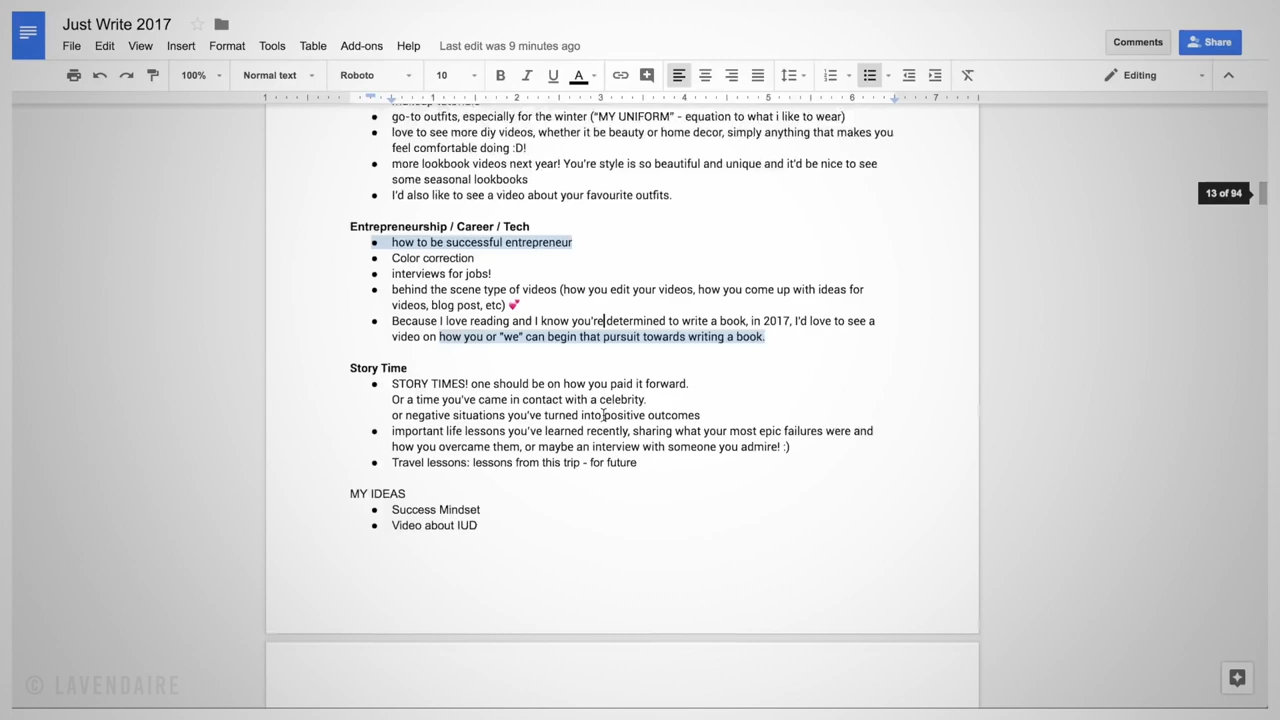 Just Write 2017
File Edit View Insert Format Tools Table Add-ons Help Last edit was 9 minutes ago
Comments Share
100% Normal text Roboto 10 B I U A Editing
1 1 2 3 4 5 6 7
makeup tutorials
go-to outfits, especially for the winter ("MY UNIFORM" - equation to what i like to wear)
love to see more diy videos, whether it be beauty or home decor, simply anything that makes you
feel comfortable doing :D!
more lookbook videos next year! You're style is so beautiful and unique and it'd be nice to see
some seasonal lookbooks
I'd also like to see a video about your favourite outfits.
13 of 94
Entrepreneurship / Career / Tech
how to be successful entrepreneur
Color correction
interviews for jobs!
behind the scene type of videos (how you edit your videos, how you come up with ideas for
videos, blog post, etc) 💕
Because I love reading and I know you're determined to write a book, in 2017, I'd love to see a
video on how you or "we" can begin that pursuit towards writing a book.
Story Time
STORY TIMES! one should be on how you paid it forward.
Or a time you've came in contact with a celebrity.
or negative situations you've turned into positive outcomes
important life lessons you've learned recently, sharing what your most epic failures were and
how you overcame them, or maybe an interview with someone you admire! :)
Travel lessons: lessons from this trip - for future
MY IDEAS
Success Mindset
Video about IUD
© LAVENDAIRE